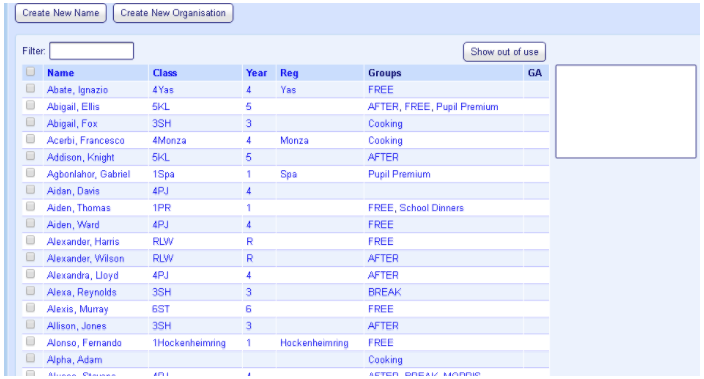 Create New Name Create New Organisation
Filter: Show out of use
Name Class Year Reg Groups GA
Abate, Ignazio 4Yas 4 Yas FREE
Abigail, Ellis 5KL 5 AFTER, FREE, Pupil Premium
Abigail, Fox 3SH 3 Cooking
Acerbi, Francesco 4Monza 4 Monza Cooking
Addison, Knight 5KL 5 AFTER
Agbonlahor, Gabriel 1Spa 1 Spa Pupil Premium
Aidan, Davis 4PJ 4
Aiden, Thomas 1PR 1 FREE, School Dinners
Aiden, Ward 4PJ 4 FREE
Alexander, Harris RLW R FREE
Alexander, Wilson RLW R AFTER
Alexandra, Lloyd 4PJ 4 AFTER
Alexa, Reynolds 3SH 3 BREAK
Alexis, Murray 6ST 6 FREE
Allison, Jones 3SH 3 AFTER
Alonso, Fernando 1Hockenheimring 1 Hockenheimring FREE
Alpha, Adam Cooking
4PJ 4 AFTER, BREAK, MORRIS